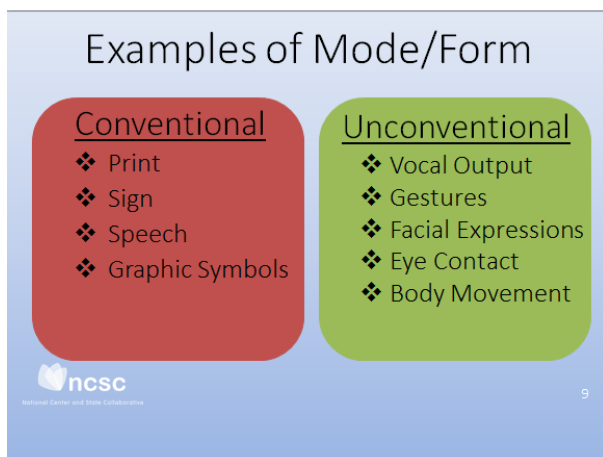 Examples of Mode/Form
Conventional
❖ Print
❖ Sign
❖ Speech
❖ Graphic Symbols
Unconventional
❖ Vocal Output
❖ Gestures
❖ Facial Expressions
❖ Eye Contact
❖ Body Movement
ncsc
National Center and State Collaborative
9